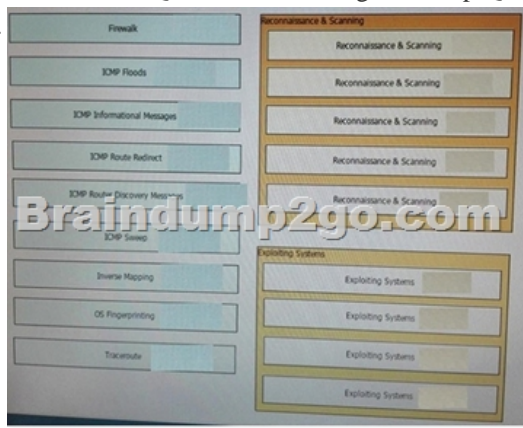 Firewalk
ICMP Floods
ICMP Informational Messages
ICMP Route Redirect
ICMP Router Discovery Messages
ICMP Sweep
Inverse Mapping
OS Fingerprinting
Traceroute
Reconnaissance & Scanning
Reconnaissance & Scanning
Reconnaissance & Scanning
Reconnaissance & Scanning
Reconnaissance & Scanning
Reconnaissance & Scanning
Exploiting Systems
Exploiting Systems
Exploiting Systems
Exploiting Systems
Exploiting Systems
Braindump2go.com